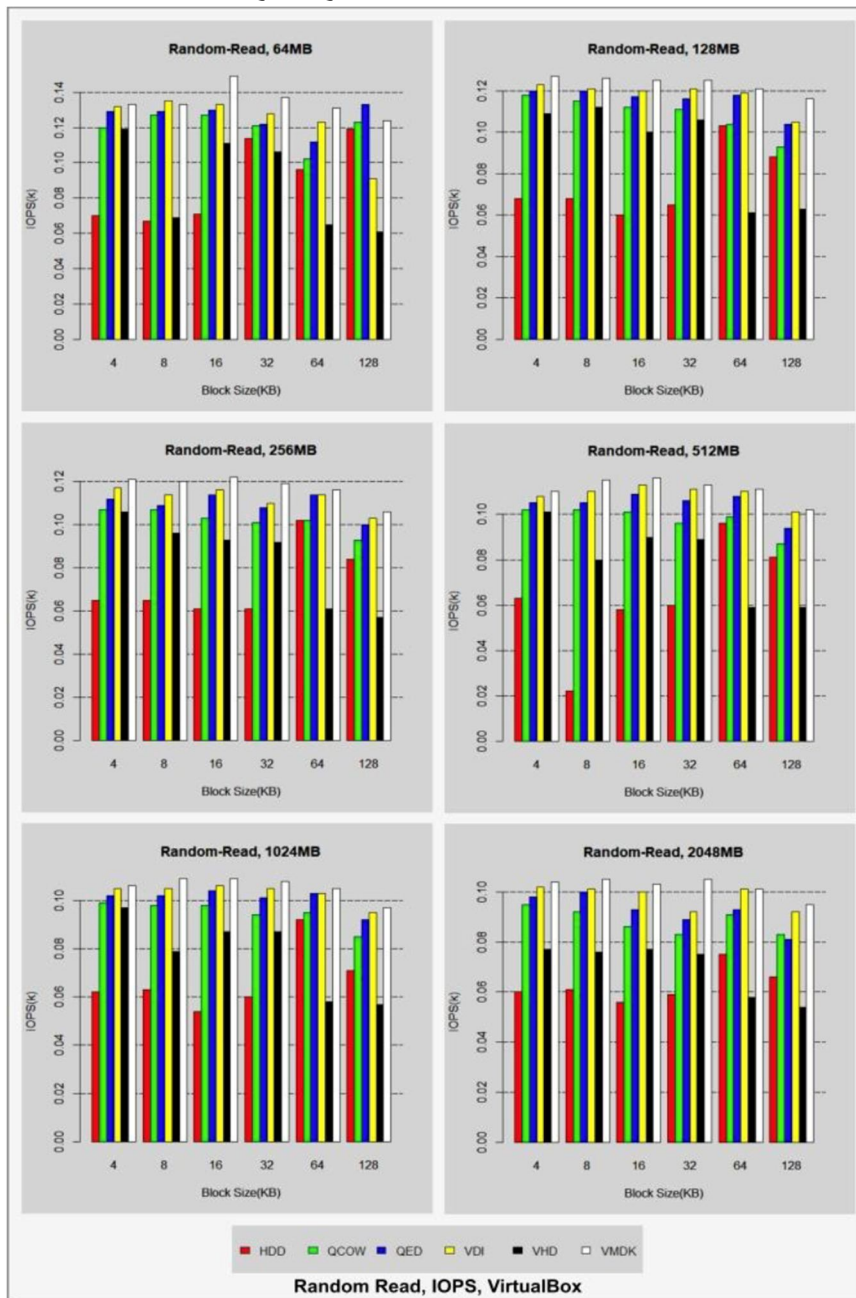 Random-Read, 64MB
IOPS(k)
0.00 0.02 0.04 0.06 0.08 0.10 0.12 0.14
4 8 16 32 64 128
Block Size(KB)
Random-Read, 128MB
IOPS(k)
0.00 0.02 0.04 0.06 0.08 0.10 0.12
4 8 16 32 64 128
Block Size(KB)
Random-Read, 256MB
IOPS(k)
0.00 0.02 0.04 0.06 0.08 0.10 0.12
4 8 16 32 64 128
Block Size(KB)
Random-Read, 512MB
IOPS(k)
0.00 0.02 0.04 0.06 0.08 0.10
4 8 16 32 64 128
Block Size(KB)
Random-Read, 1024MB
IOPS(k)
0.00 0.02 0.04 0.06 0.08 0.10
4 8 16 32 64 128
Block Size(KB)
Random-Read, 2048MB
IOPS(k)
0.00 0.02 0.04 0.06 0.08 0.10
4 8 16 32 64 128
Block Size(KB)
HDD QCOW QED VDI VHD VMDK
Random Read, IOPS, VirtualBox